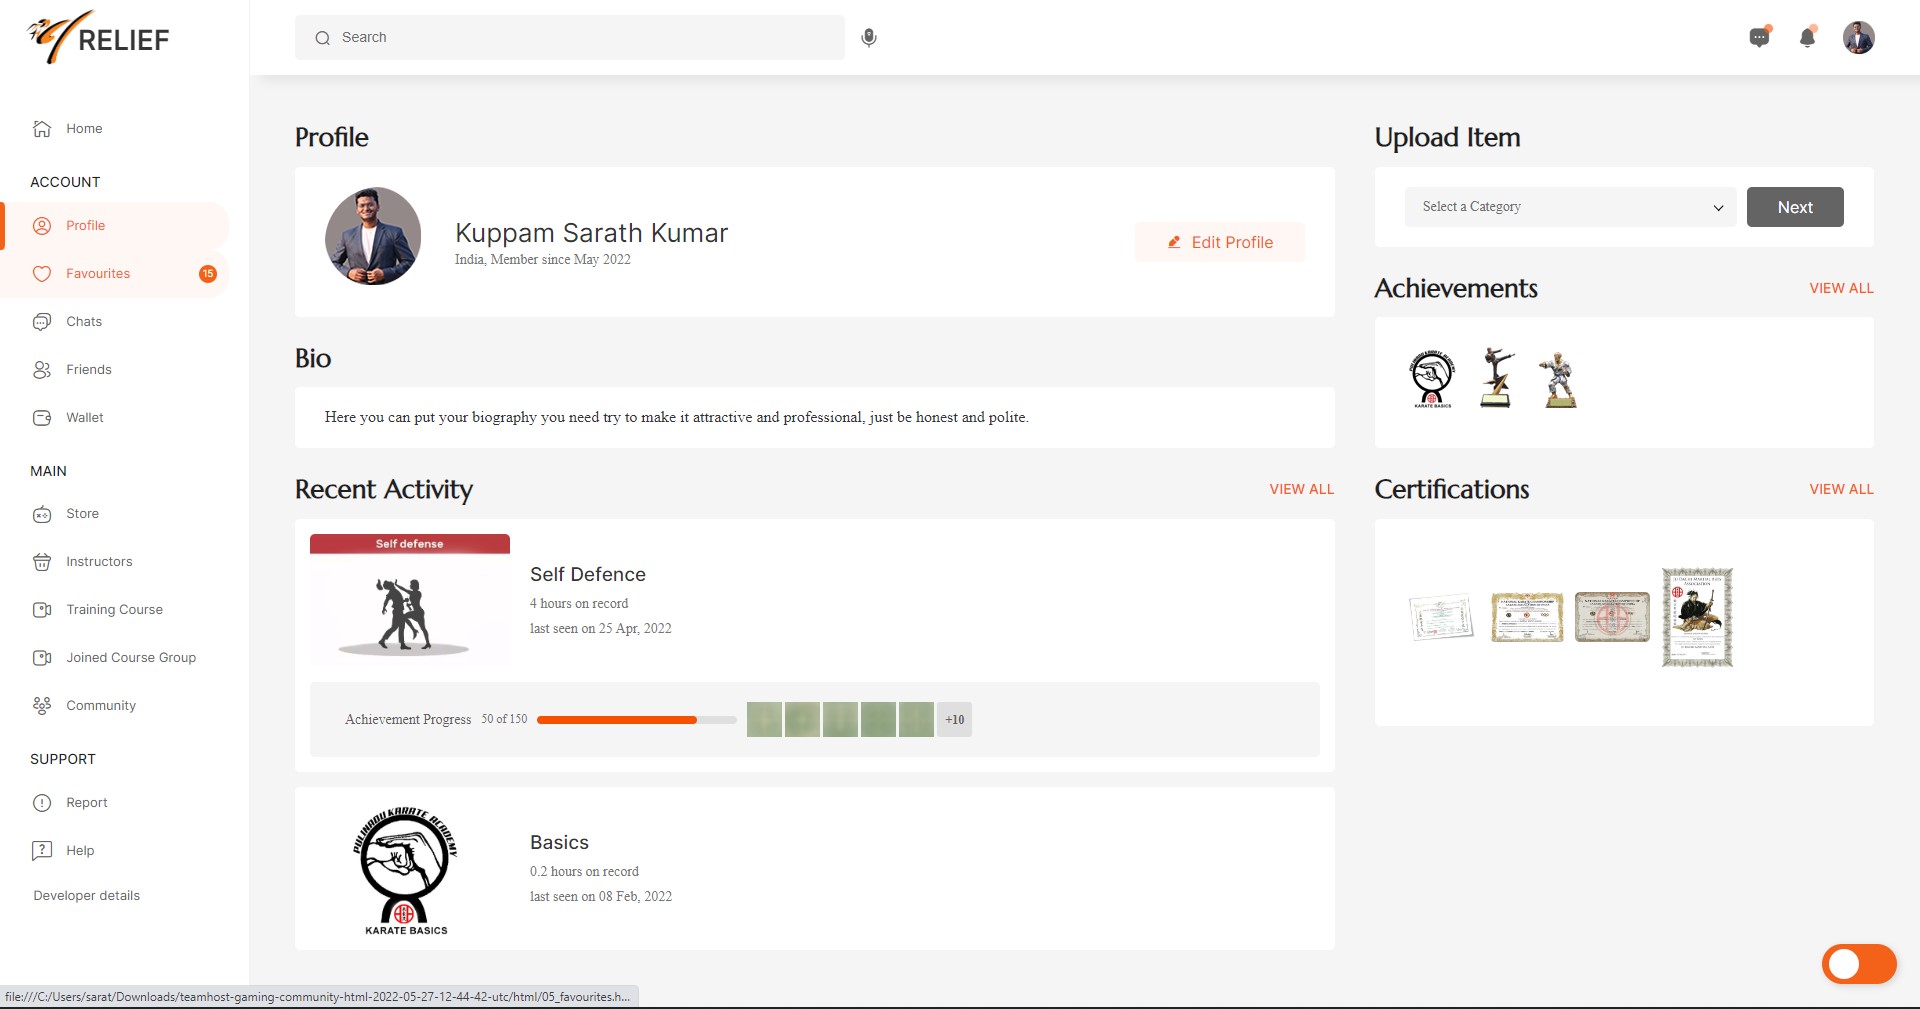 RELIEF
Search
Home
ACCOUNT
Profile
Favourites
15
Chats
Friends
Wallet
MAIN
Store
Instructors
Training Course
Joined Course Group
Community
SUPPORT
Report
Help
Developer details
Profile
Kuppam Sarath Kumar
India, Member since May 2022
Edit Profile
Bio
Here you can put your biography you need try to make it attractive and professional, just be honest and polite.
Recent Activity
VIEW ALL
Self defense
Self Defence
4 hours on record
last seen on 25 Apr, 2022
Achievement Progress 50 of 150
+10
PULINADU KARATE ACADEMY
KARATE BASICS
Basics
0.2 hours on record
last seen on 08 Feb, 2022
Upload Item
Select a Category
Next
Achievements
VIEW ALL
PULINADU KARATE ACADEMY
KARATE BASICS
Certifications
VIEW ALL
file:///C:/Users/sarat/Downloads/teamhost-gaming-community-html-2022-05-27-12-44-42-utc/html/05_favourites.h...